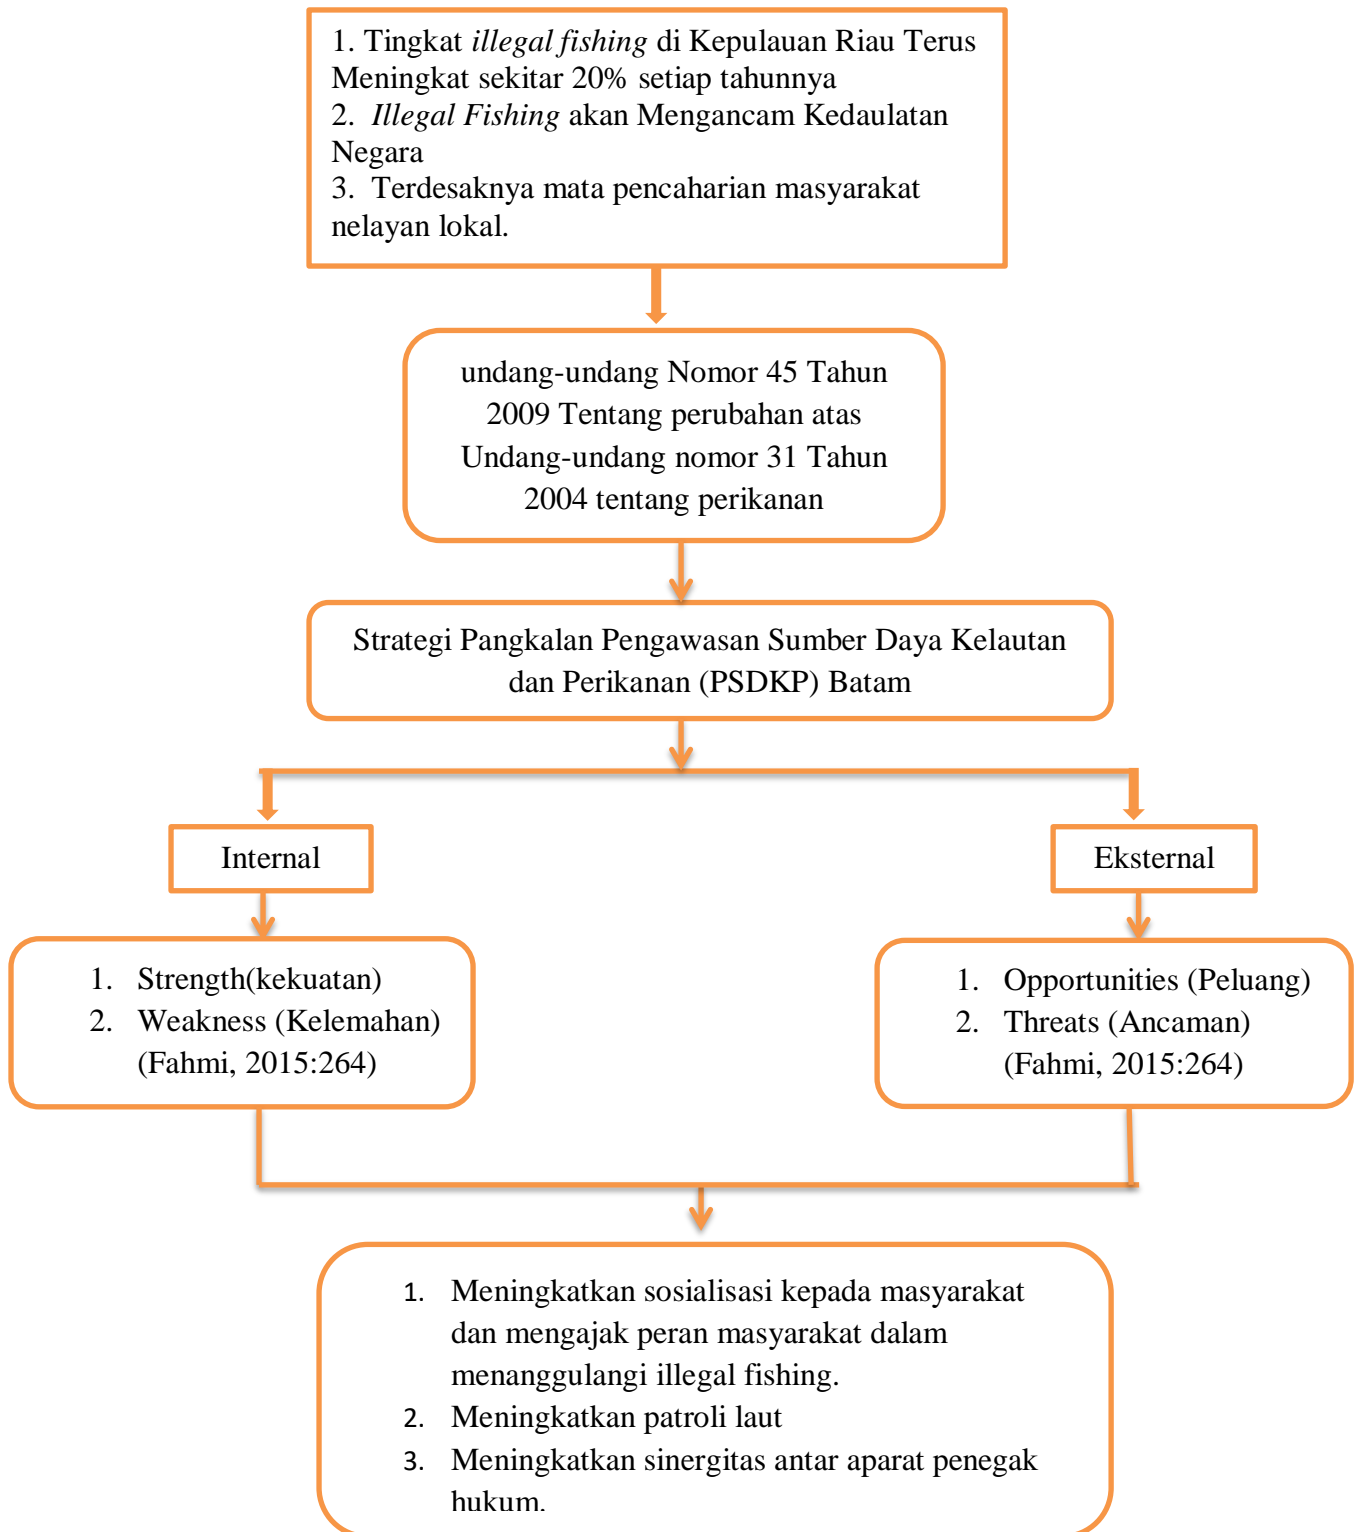 1. Tingkat illegal fishing di Kepulauan Riau Terus
Meningkat sekitar 20% setiap tahunnya
2. Illegal Fishing akan Mengancam Kedaulatan
Negara
3. Terdesaknya mata pencaharian masyarakat
nelayan lokal.
undang-undang Nomor 45 Tahun
2009 Tentang perubahan atas
Undang-undang nomor 31 Tahun
2004 tentang perikanan
Strategi Pangkalan Pengawasan Sumber Daya Kelautan
dan Perikanan (PSDKP) Batam
Internal
Eksternal
1. Strength(kekuatan)
2. Weakness (Kelemahan)
(Fahmi, 2015:264)
1. Opportunities (Peluang)
2. Threats (Ancaman)
(Fahmi, 2015:264)
1. Meningkatkan sosialisasi kepada masyarakat
dan mengajak peran masyarakat dalam
menanggulangi illegal fishing.
2. Meningkatkan patroli laut
3. Meningkatkan sinergitas antar aparat penegak
hukum.